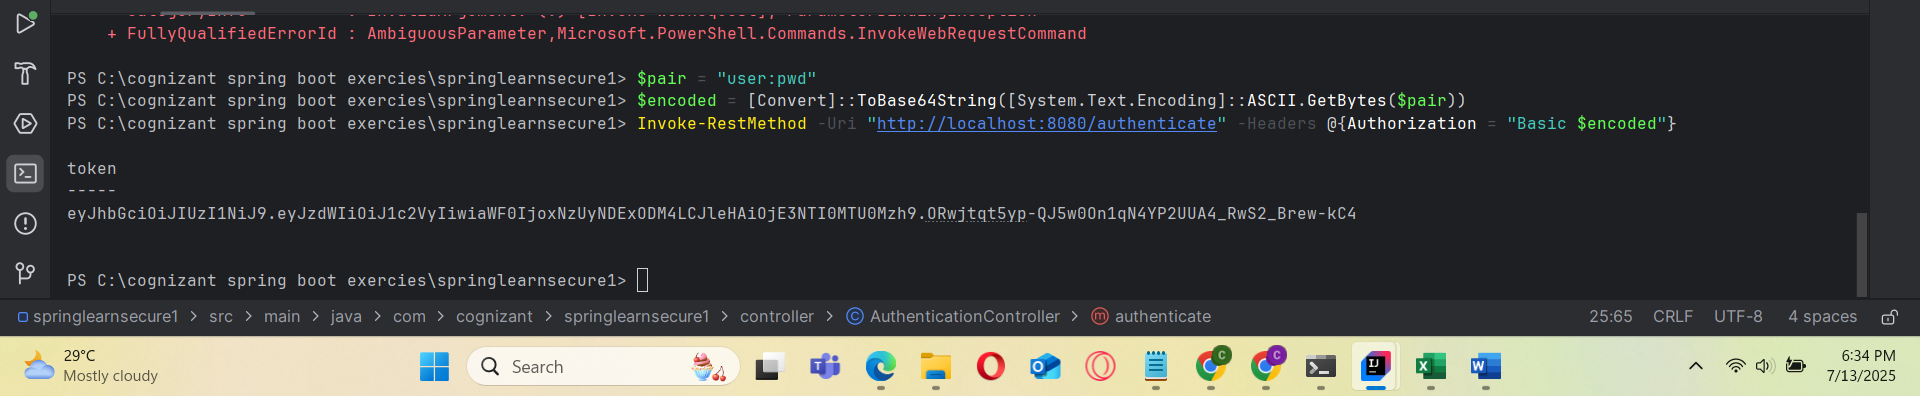 + FullyQualifiedErrorId : AmbiguousParameter,Microsoft.PowerShell.Commands.InvokeWebRequestCommand
PS C:\cognizant spring boot exercies\springlearnsecure1> $pair = "user:pwd"
PS C:\cognizant spring boot exercies\springlearnsecure1> $encoded = [Convert]::ToBase64String([System.Text.Encoding]::ASCII.GetBytes($pair))
PS C:\cognizant spring boot exercies\springlearnsecure1> Invoke-RestMethod -Uri "http://localhost:8080/authenticate" -Headers @{Authorization = "Basic $encoded"}
token
-----
eyJhbGciOiJIUzI1NiJ9.eyJzdWIiOiJ1c2VyIiwiaWF0IjoxNzUyNDExODM4LCJleHAiOjE3NTI0MTU0Mzh9.ORwjtqt5yp-QJ5w0On1qN4YP2UUA4_RwS2_Brew-kC4
PS C:\cognizant spring boot exercies\springlearnsecure1>
springlearnsecure1 > src > main > java > com > cognizant > springlearnsecure1 > controller > AuthenticationController > authenticate 25:65 CRLF UTF-8 4 spaces
29°C
Mostly cloudy
Search
6:34 PM
7/13/2025